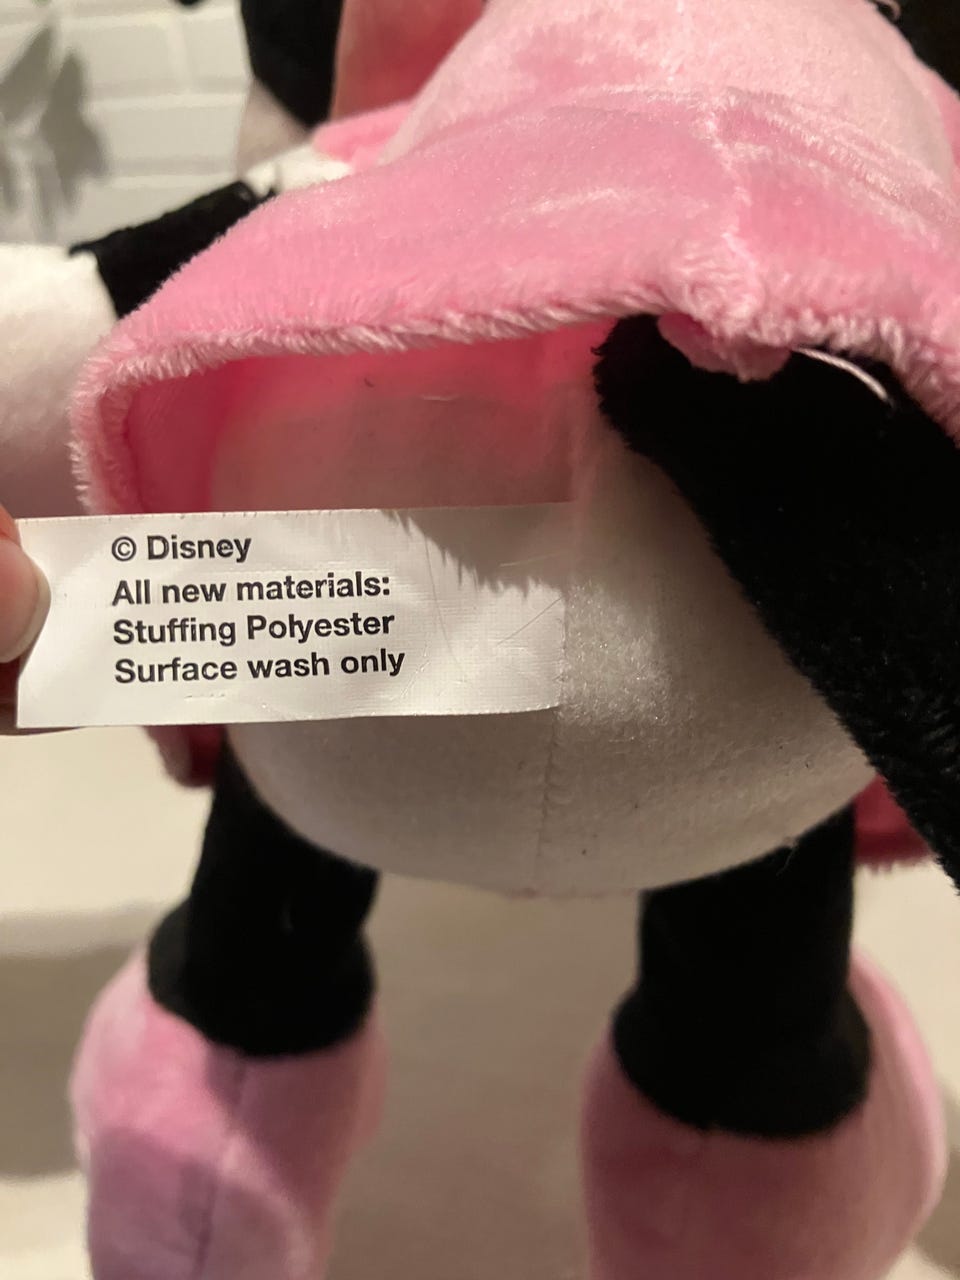 © Disney
All new materials:
Stuffing Polyester
Surface wash only